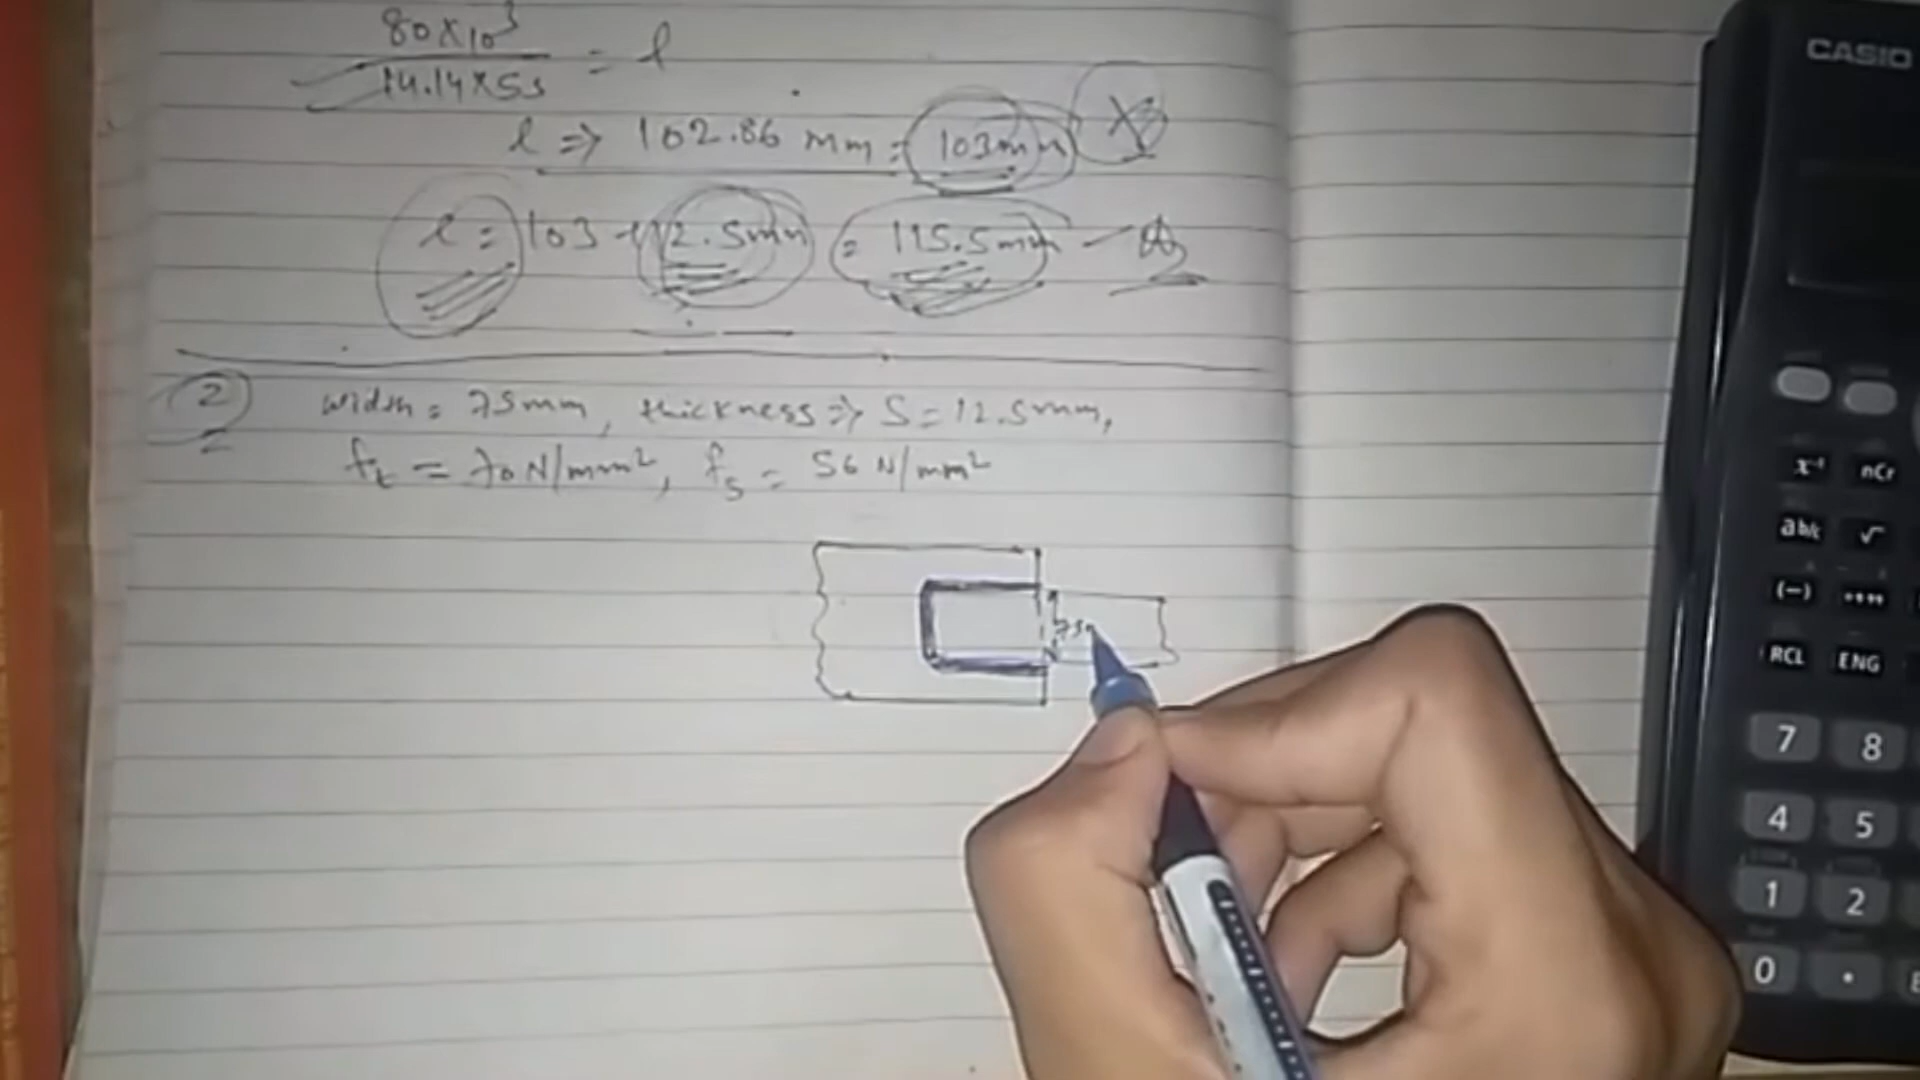 80×10³
14.14×55 = l
l ⇒ 102.86 mm = 103mm
l = 103 + 12.5mm = 115.5mm -
2 width = 75mm, thickness ⇒ S = 12.5mm,
ft = 70 N/mm², fs = 56 N/mm²
75
CASIO
x⁻¹ nCr
ab/c √
(-) °'"
RCL ENG
7 8
4 5
1 2
0 .